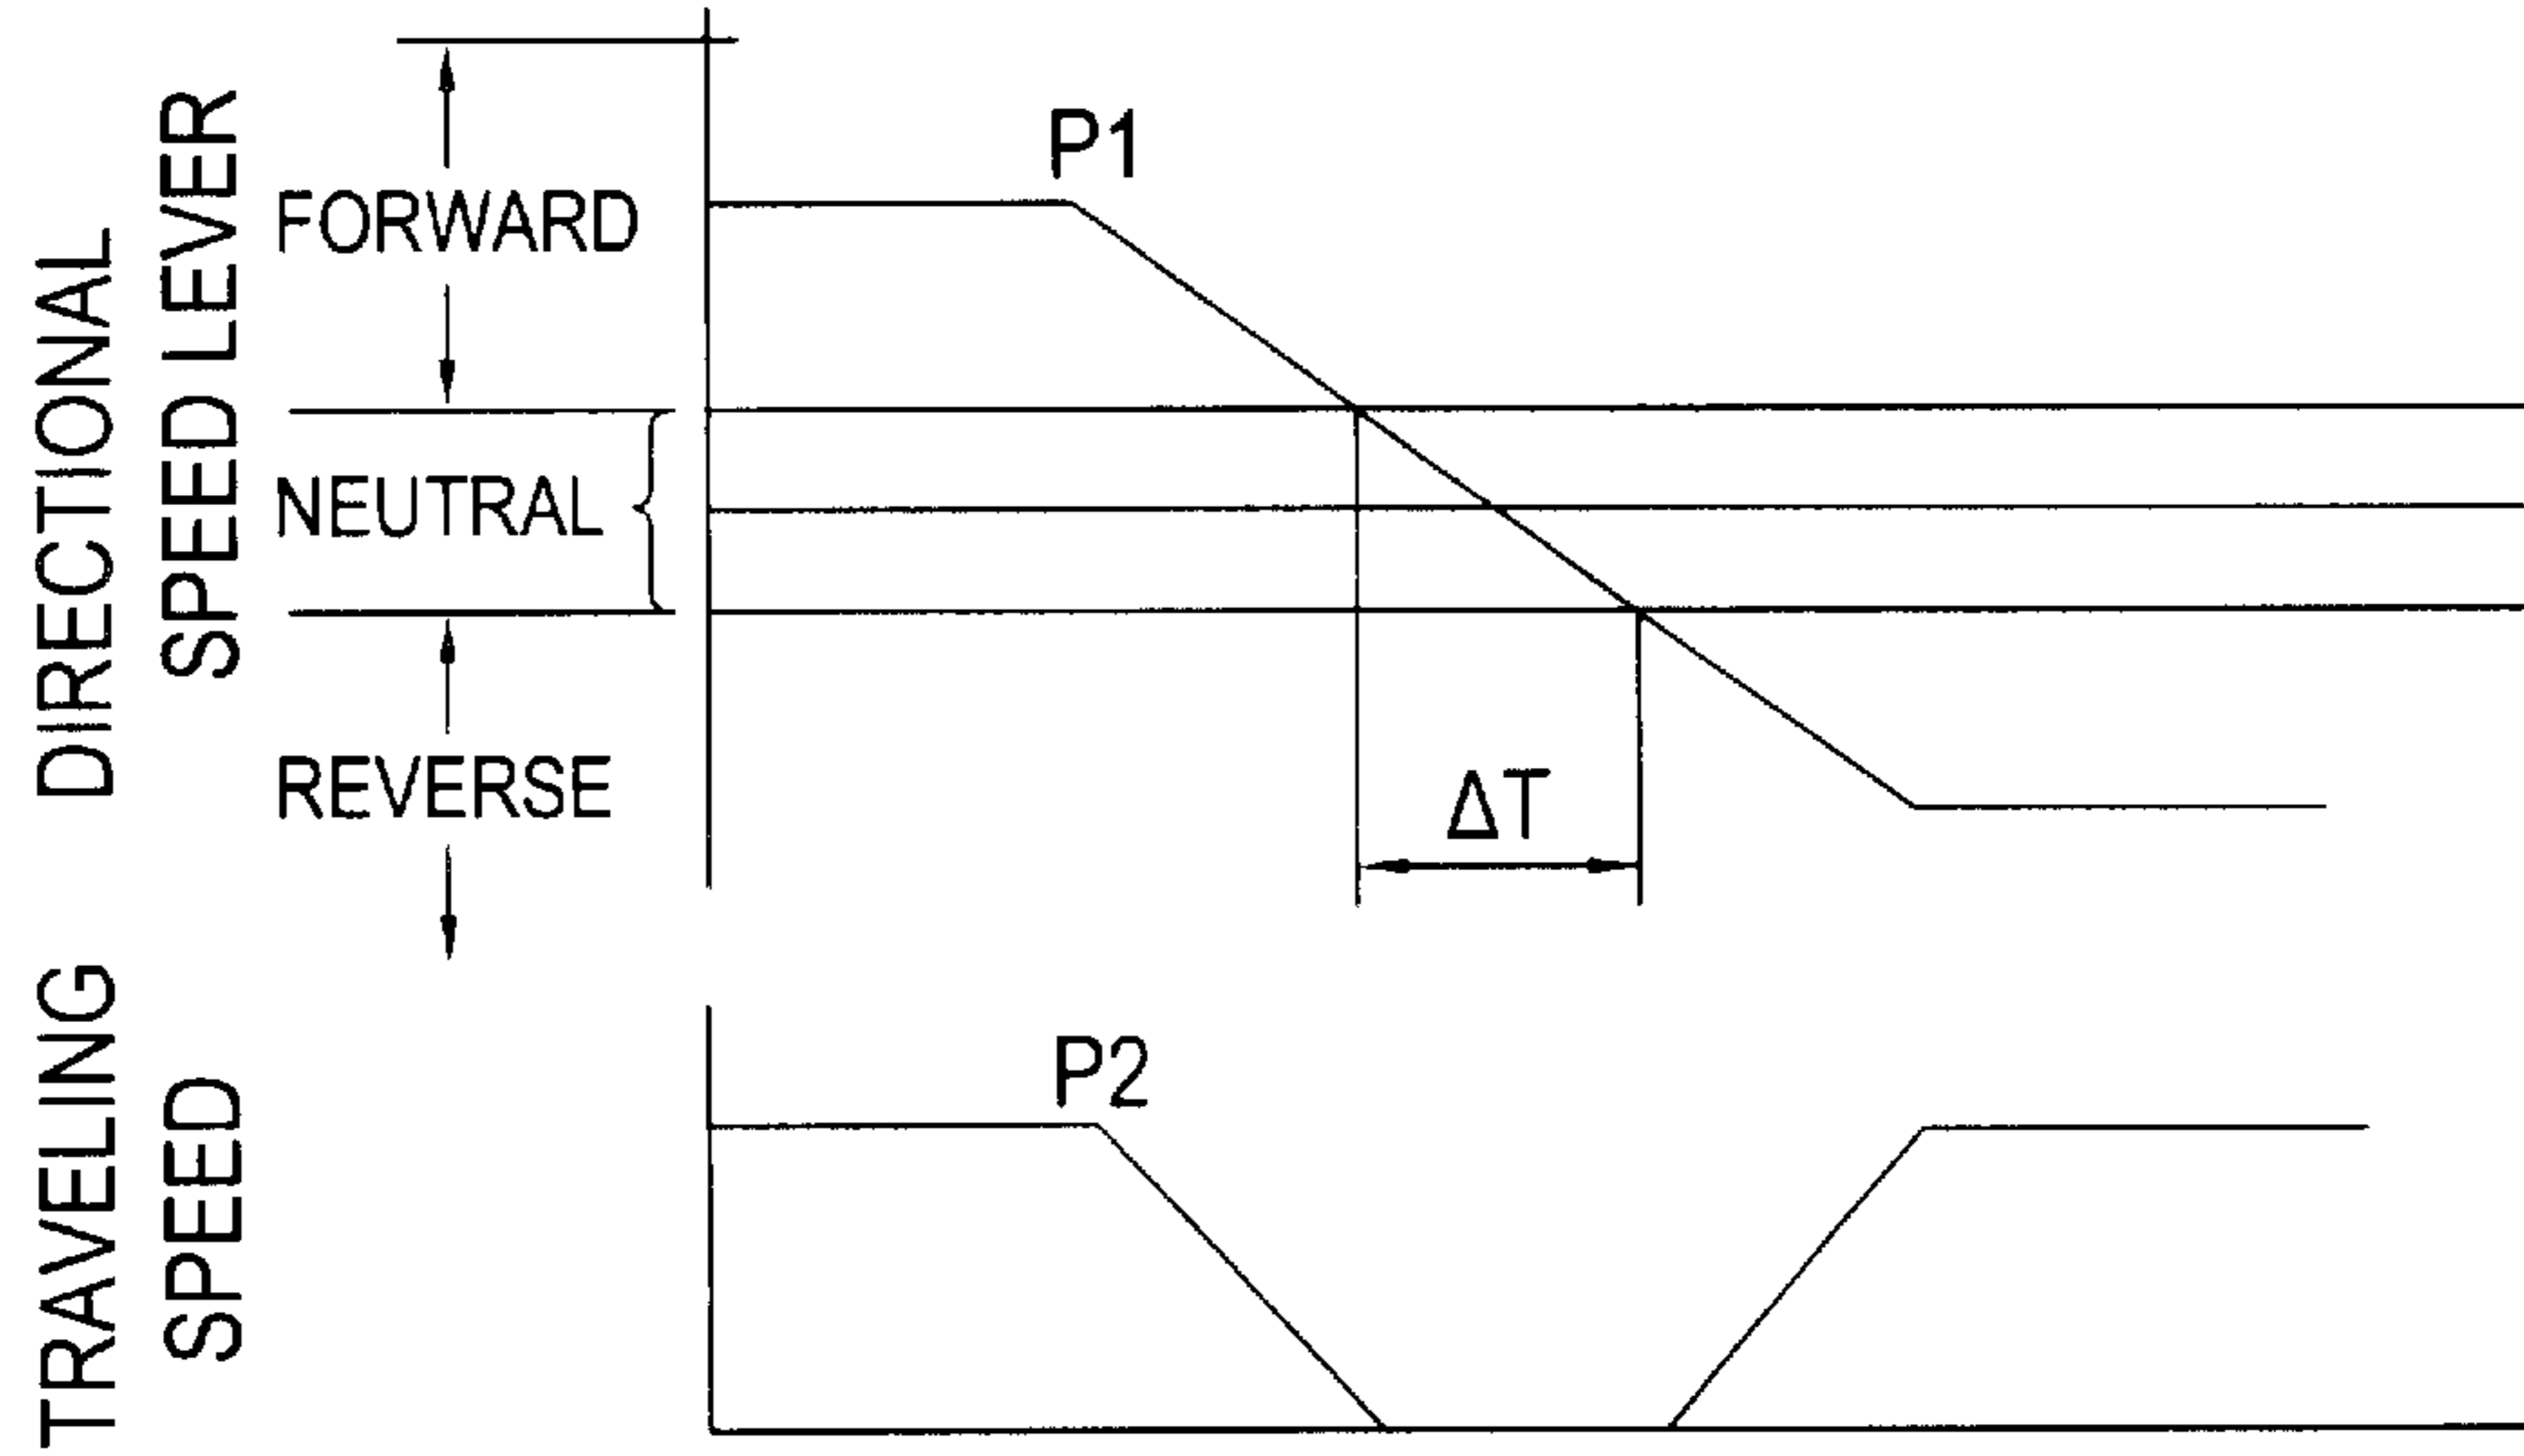 DIRECTIONAL
SPEED LEVER
FORWARD
NEUTRAL
REVERSE
P1
ΔT
TRAVELING
SPEED
P2